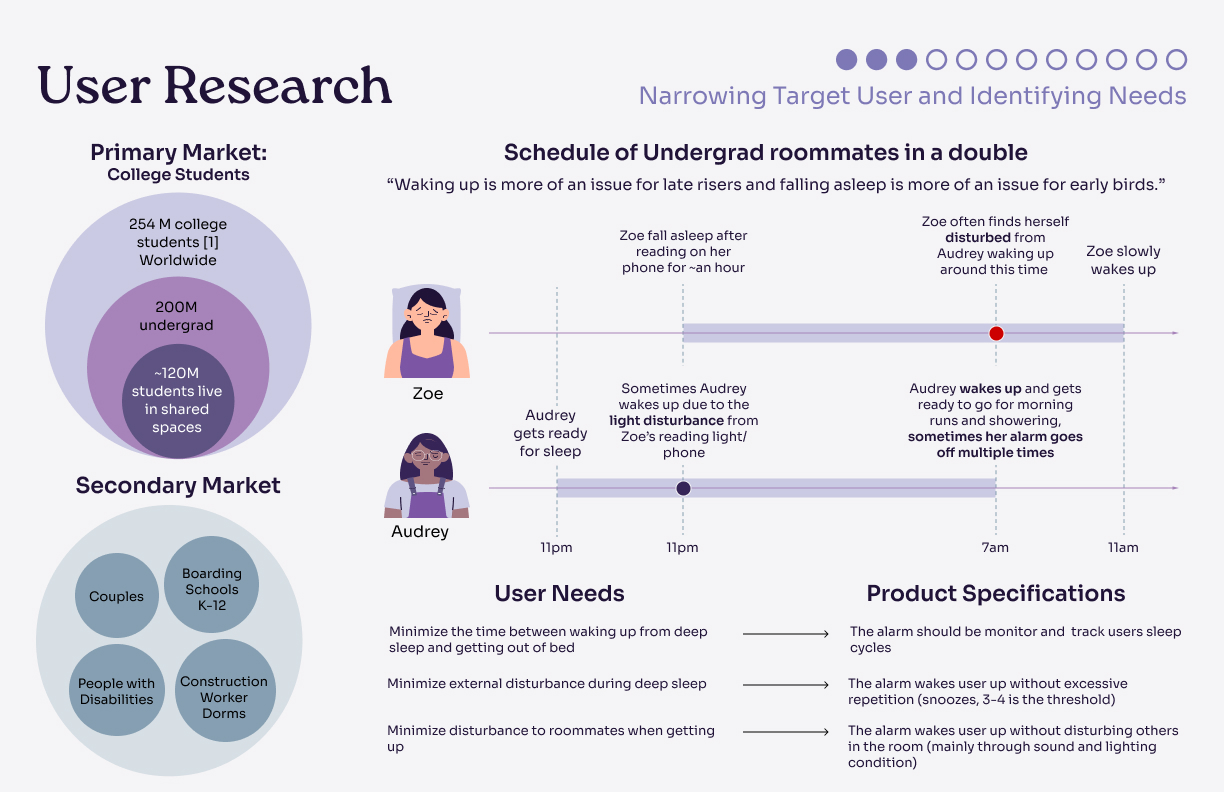 User Research
Narrowing Target User and Identifying Needs
Primary Market:
College Students
254 M college
students [1]
Worldwide
200M
undergrad
~120M
students live
in shared
spaces
Secondary Market
Couples
Boarding
Schools
K-12
People with
Disabilities
Construction
Worker
Dorms
Schedule of Undergrad roommates in a double
“Waking up is more of an issue for late risers and falling asleep is more of an issue for early birds.”
Zoe fall asleep after
reading on her
phone for ~an hour
Zoe often finds herself
disturbed from
Audrey waking up
around this time
Zoe slowly
wakes up
Zoe
Audrey
gets ready
for sleep
Sometimes Audrey
wakes up due to the
light disturbance from
Zoe’s reading light/
phone
Audrey wakes up and gets
ready to go for morning
runs and showering,
sometimes her alarm goes
off multiple times
Audrey
11pm
11pm
7am
11am
User Needs
Product Specifications
Minimize the time between waking up from deep
sleep and getting out of bed
The alarm should be monitor and  track users sleep
cycles
Minimize external disturbance during deep sleep
The alarm wakes user up without excessive
repetition (snoozes, 3-4 is the threshold)
Minimize disturbance to roommates when getting
up
The alarm wakes user up without disturbing others
in the room (mainly through sound and lighting
condition)